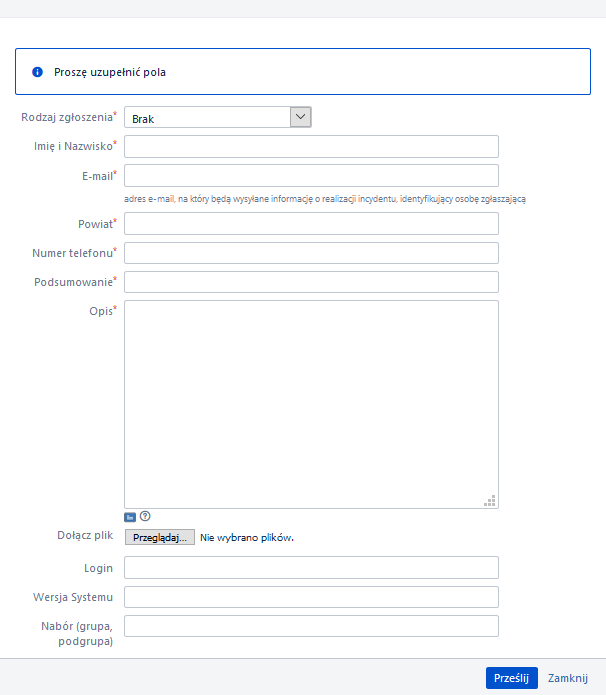 Proszę uzupełnić pola
Rodzaj zgłoszenia* Brak
Imię i Nazwisko*
E-mail*
adres e-mail, na który będą wysyłane informację o realizacji incydentu, identyfikujący osobę zgłaszającą
Powiat*
Numer telefonu*
Podsumowanie*
Opis*
Dołącz plik Przeglądaj... Nie wybrano plików.
Login
Wersja Systemu
Nabór (grupa,
podgrupa)
Prześlij Zamknij